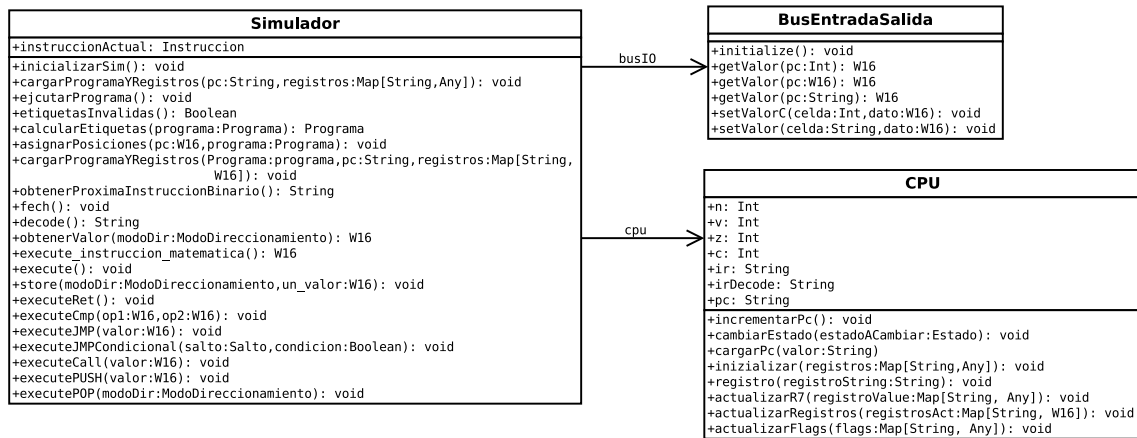 Simulador
+instruccionActual: Instruccion
+inicializarSim(): void
+cargarProgramaYRegistros(pc:String,registros:Map[String,Any]): void
+ejcutarPrograma(): void
+etiquetasInvalidas(): Boolean
+calcularEtiquetas(programa:Programa): Programa
+asignarPosiciones(pc:W16,programa:Programa): void
+cargarProgramaYRegistros(Programa:programa,pc:String,registros:Map[String,
W16]): void
+obtenerProximaInstruccionBinario(): String
+fech(): void
+decode(): String
+obtenerValor(modoDir:ModoDireccionamiento): W16
+execute_instruccion_matematica(): W16
+execute(): void
+store(modoDir:ModoDireccionamiento,un_valor:W16): void
+executeRet(): void
+executeCmp(op1:W16,op2:W16): void
+executeJMP(valor:W16): void
+executeJMPCondicional(salto:Salto,condicion:Boolean): void
+executeCall(valor:W16): void
+executePUSH(valor:W16): void
+executePOP(modoDir:ModoDireccionamiento): void
busIO
cpu
BusEntradaSalida
+initialize(): void
+getValor(pc:Int): W16
+getValor(pc:W16): W16
+getValor(pc:String): W16
+setValorC(celda:Int,dato:W16): void
+setValor(celda:String,dato:W16): void
CPU
+n: Int
+v: Int
+z: Int
+c: Int
+ir: String
+irDecode: String
+pc: String
+incrementarPc(): void
+cambiarEstado(estadoACambiar:Estado): void
+cargarPc(valor:String)
+inizializar(registros:Map[String,Any]): void
+registro(registroString:String): void
+actualizarR7(registroValue:Map[String, Any]): void
+actualizarRegistros(registrosAct:Map[String, W16]): void
+actualizarFlags(flags:Map[String, Any]): void